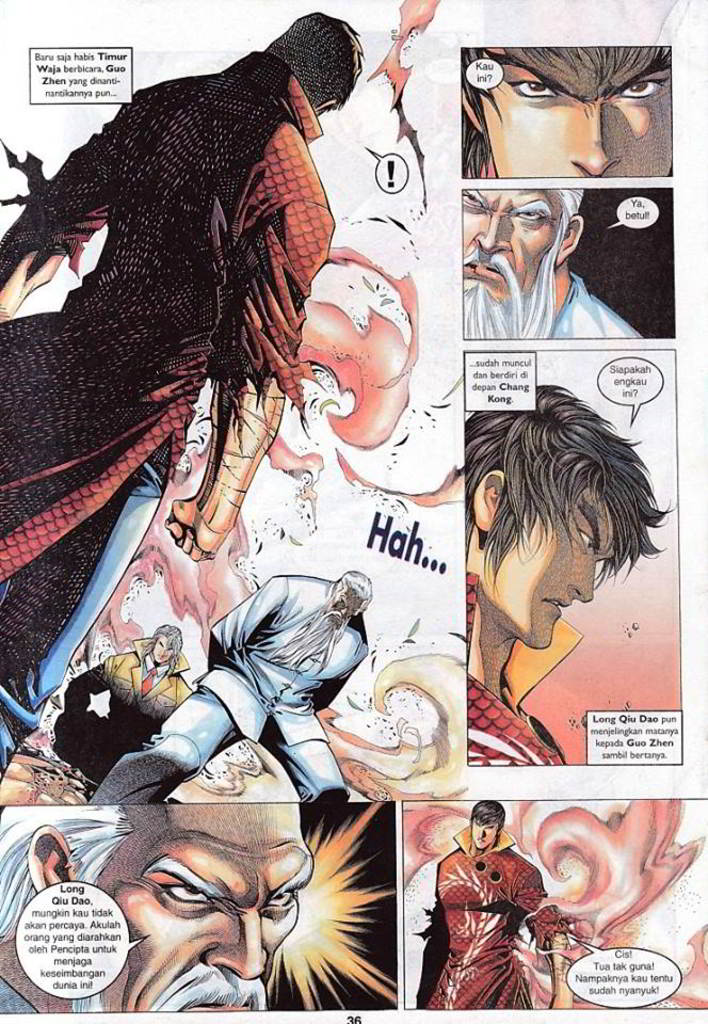 Baru saja habis Timur
Waja berbicara, Guo
Zhen yang dinanti-
nantikannya pun...
!
Hah...
Kau
ini?
Ya,
betul!
...sudah muncul
dan berdiri di
depan Chang
Kong.
Siapakah
engkau
ini?
Long Qiu Dao pun
menjelingkan matanya
kepada Guo Zhen
sambil bertanya.
Long
Qiu Dao,
mungkin kau tidak
akan percaya. Akulah
orang yang diarahkan
oleh Pencipta untuk
menjaga
keseimbangan
dunia ini!
Cis!
Tua tak guna!
Nampaknya kau tentu
sudah nyanyuk!
36